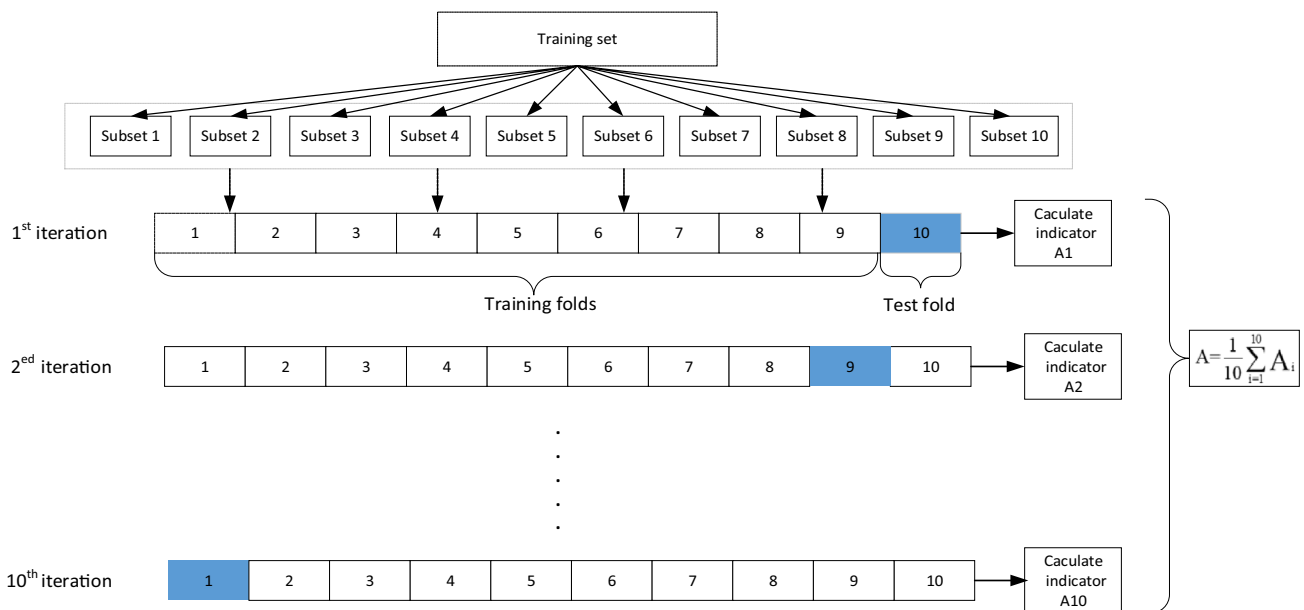 Training set
Subset 1 Subset 2 Subset 3 Subset 4 Subset 5 Subset 6 Subset 7 Subset 8 Subset 9 Subset 10
1st iteration 1 2 3 4 5 6 7 8 9 10 Caculate
indicator
A1
Training folds Test fold
2ed iteration 1 2 3 4 5 6 7 8 9 10 Caculate
indicator
A2
A=1/10 10∑i=1 Ai
10th iteration 1 2 3 4 5 6 7 8 9 10 Caculate
indicator
A10